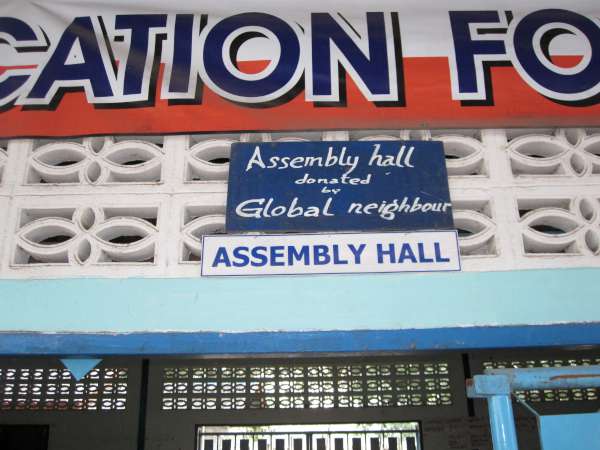 CATION FO
Assembly hall
donated
by
Global neighbour
ASSEMBLY HALL